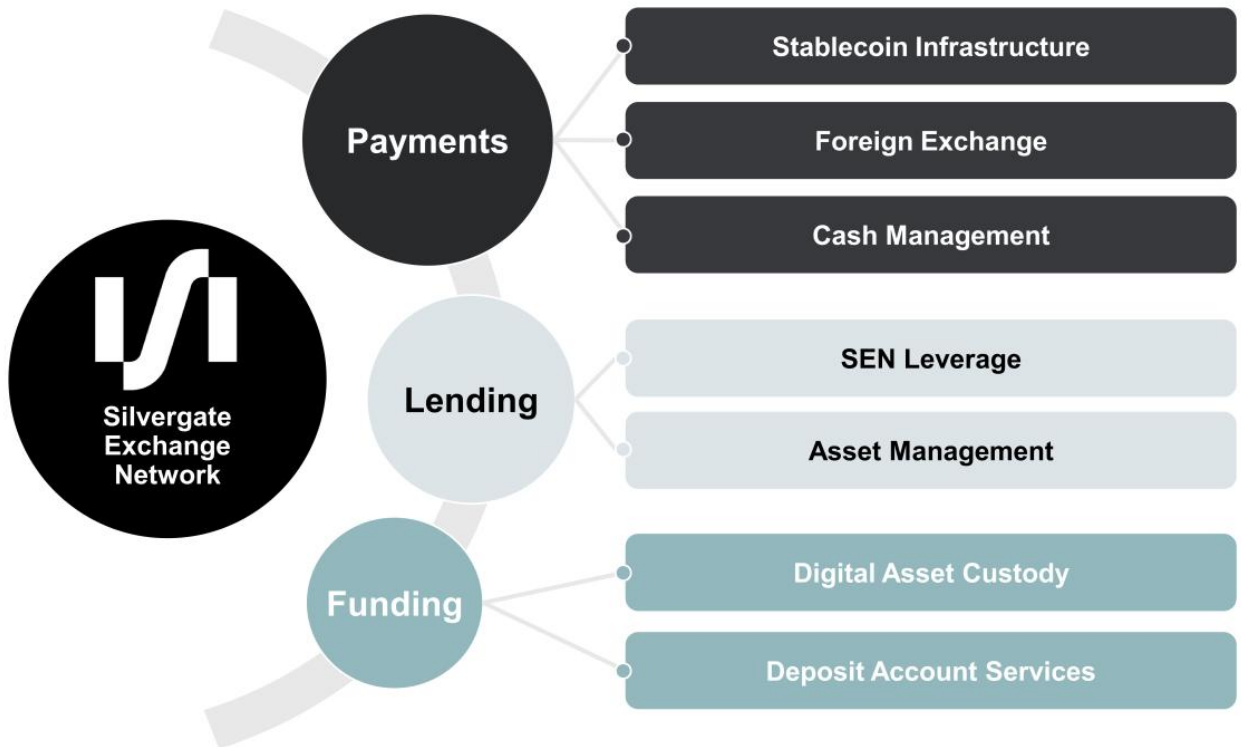 Silvergate
Exchange
Network
Payments
Stablecoin Infrastructure
Foreign Exchange
Cash Management
Lending
SEN Leverage
Asset Management
Funding
Digital Asset Custody
Deposit Account Services